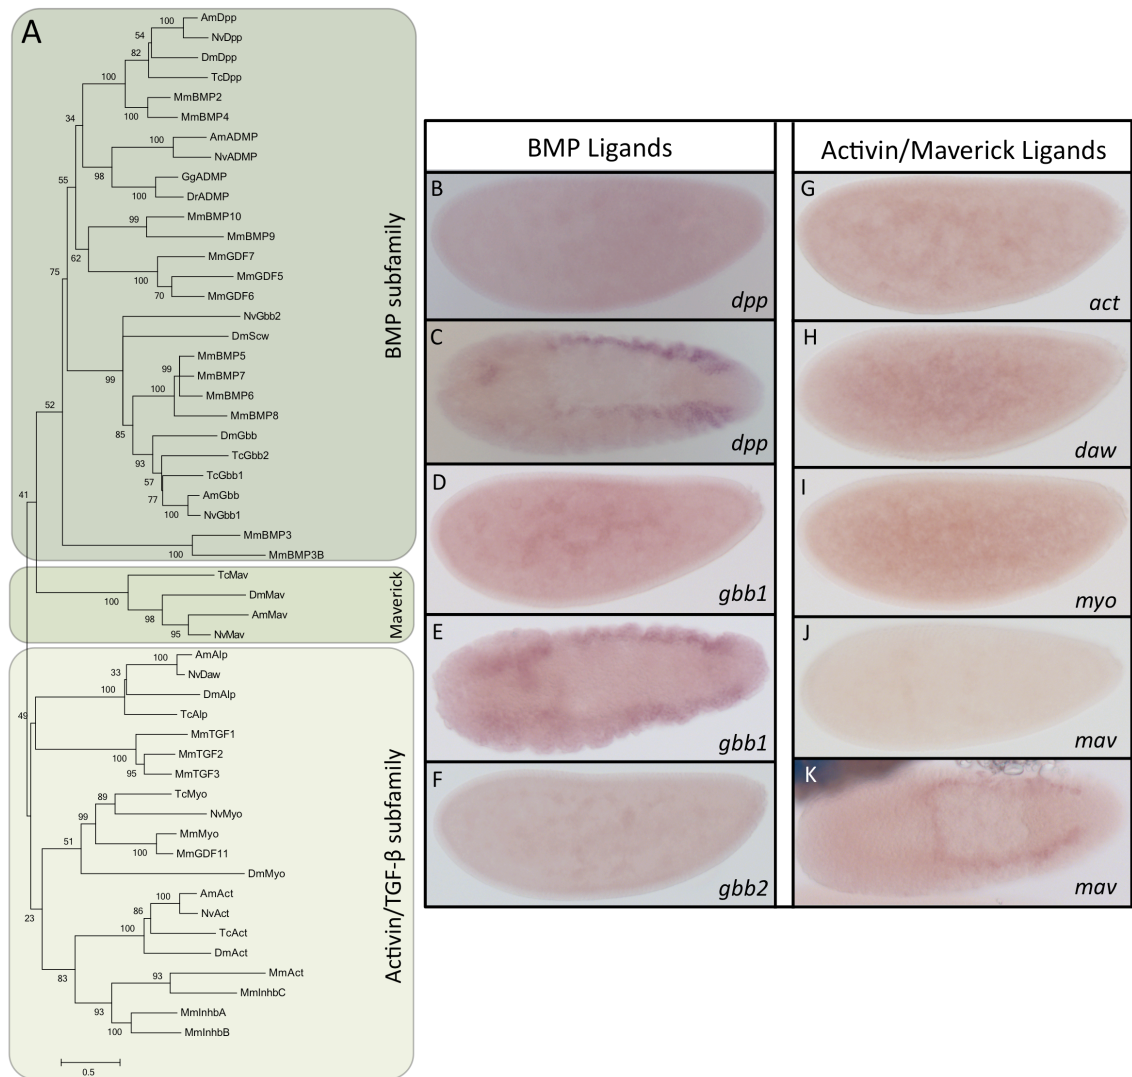 A
100
AmDpp
NvDpp
54
82
DmDpp
TcDpp
100
MmBMP2
100
MmBMP4
34
AmADMP
100
NvADMP
98
GgADMP
100
DrADMP
55
MmBMP10
99
MmBMP9
62
MmGDF7
100
MmGDF5
70
MmGDF6
75
NvGbb2
DmScw
99
MmBMP5
99
MmBMP7
100
MmBMP6
MmBMP8
85
DmGbb
93
TcGbb2
57
TcGbb1
77
AmGbb
100
NvGbb1
52
MmBMP3
100
MmBMP3B
41
BMP subfamily
TcMav
100
DmMav
98
AmMav
95
NvMav
Maverick
AmAlp
100
NvDaw
33
100
DmAlp
TcAlp
49
MmTGF1
100
MmTGF2
95
MmTGF3
TcMyo
89
NvMyo
99
MmMyo
51
100
MmGDF11
DmMyo
23
AmAct
100
NvAct
86
100
TcAct
DmAct
83
MmAct
93
MmInhbC
93
MmInhbA
100
MmInhbB
Activin/TGF-β subfamily
0.5
BMP Ligands
B
dpp
C
dpp
D
gbb1
E
gbb1
F
gbb2
Activin/Maverick Ligands
G
act
H
daw
I
myo
J
mav
K
mav